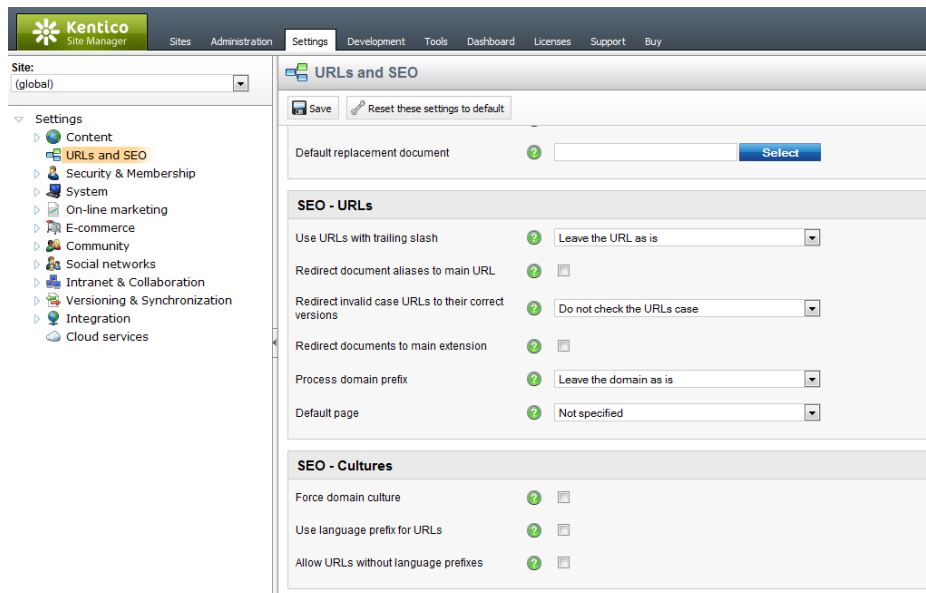 Kentico
Site Manager
Sites Administration Settings Development Tools Dashboard Licenses Support Buy
Site:
(global)
Settings
Content
URLs and SEO
Security & Membership
System
On-line marketing
E-commerce
Community
Social networks
Intranet & Collaboration
Versioning & Synchronization
Integration
Cloud services
URLs and SEO
Save Reset these settings to default
Default replacement document ? Select
SEO - URLs
Use URLs with trailing slash ? Leave the URL as is
Redirect document aliases to main URL ?
Redirect invalid case URLs to their correct
versions ? Do not check the URLs case
Redirect documents to main extension ?
Process domain prefix ? Leave the domain as is
Default page ? Not specified
SEO - Cultures
Force domain culture ?
Use language prefix for URLs ?
Allow URLs without language prefixes ?